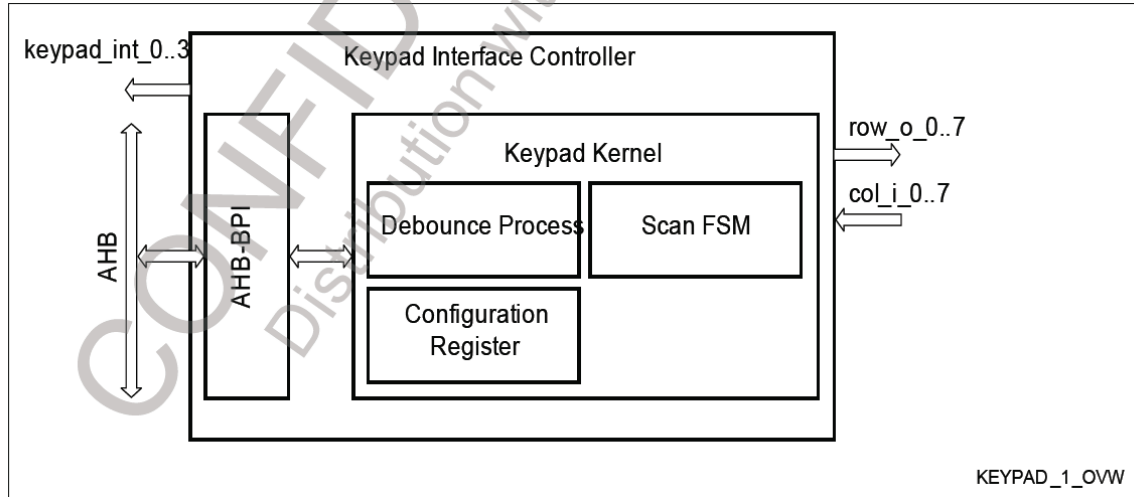 keypad_int_0..3
Keypad Interface Controller
row_o_0..7
Keypad Kernel
col_i_0..7
Debounce Process
Scan FSM
AHB
AHB-BPI
Configuration
Register
KEYPAD_1_OVW
CONFID
Distribution wi